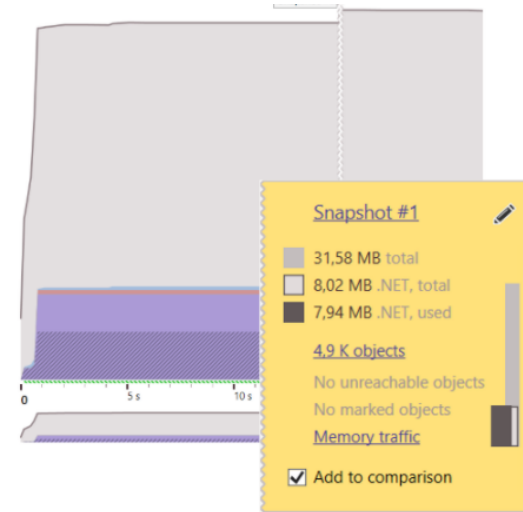 Snapshot #1
31,58 MB total
8,02 MB .NET, total
7,94 MB .NET, used
4,9 K objects
No unreachable objects
No marked objects
Memory traffic
Add to comparison
0
5 s
10 s